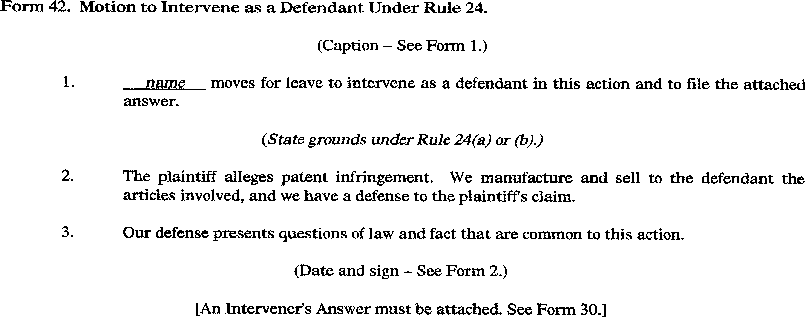 Form 42. Motion to Intervene as a Defendant Under Rule 24.
(Caption – See Form 1.)
1. __name__ moves for leave to intervene as a defendant in this action and to file the attached
answer.
(State grounds under Rule 24(a) or (b).)
2. The plaintiff alleges patent infringement. We manufacture and sell to the defendant the
articles involved, and we have a defense to the plaintiff's claim.
3. Our defense presents questions of law and fact that are common to this action.
(Date and sign – See Form 2.)
[An Intervener's Answer must be attached. See Form 30.]